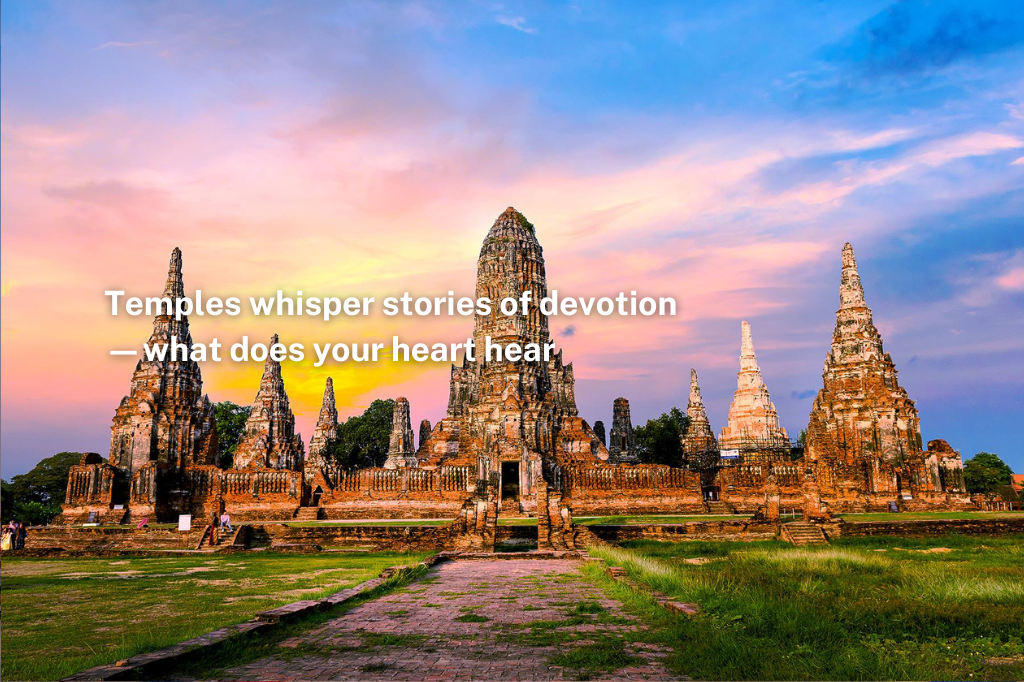 Temples whisper stories of devotion
—what does your heart hear